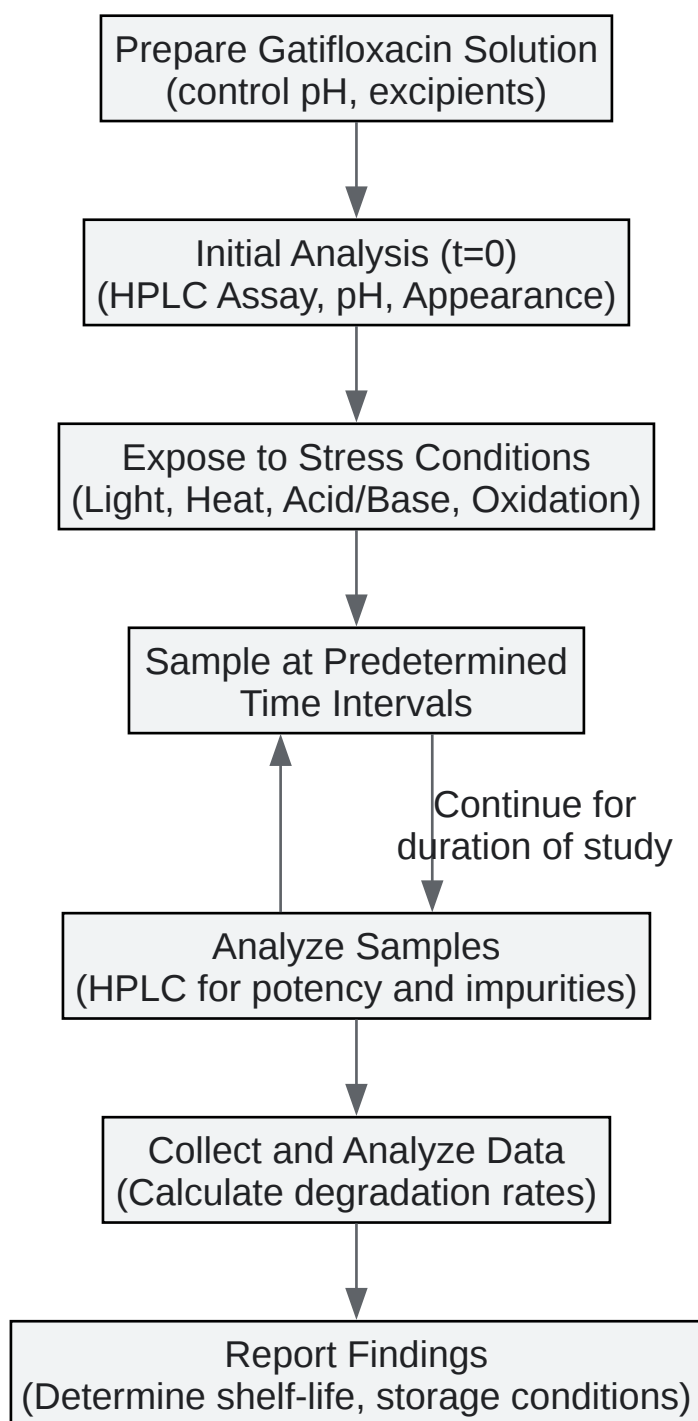 Prepare Gatifloxacin Solution
(control pH, excipients)
Initial Analysis (t=0)
(HPLC Assay, pH, Appearance)
Expose to Stress Conditions
(Light, Heat, Acid/Base, Oxidation)
Sample at Predetermined
Time Intervals
Continue for
duration of study
Analyze Samples
(HPLC for potency and impurities)
Collect and Analyze Data
(Calculate degradation rates)
Report Findings
(Determine shelf-life, storage conditions)